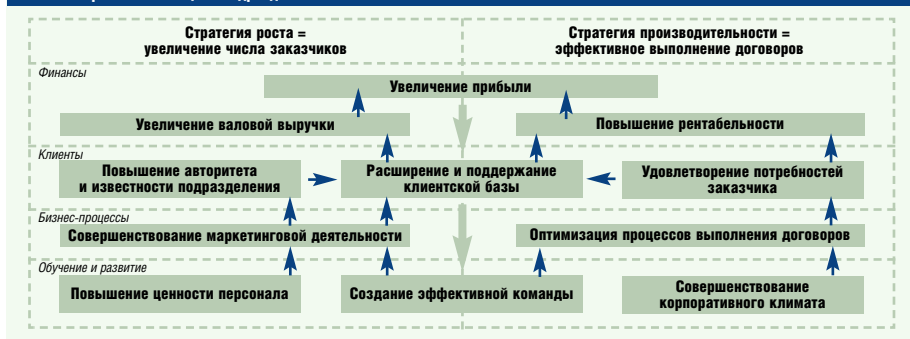 Стратегия роста =
увеличение числа заказчиков
Стратегия производительности =
эффективное выполнение договоров
Финансы
Увеличение прибыли
Увеличение валовой выручки
Повышение рентабельности
Клиенты
Повышение авторитета
и известности подразделения
Расширение и поддержание
клиентской базы
Удовлетворение потребностей
заказчика
Бизнес-процессы
Совершенствование маркетинговой деятельности
Оптимизация процессов выполнения договоров
Обучение и развитие
Повышение ценности персонала
Создание эффективной команды
Совершенствование
корпоративного климата